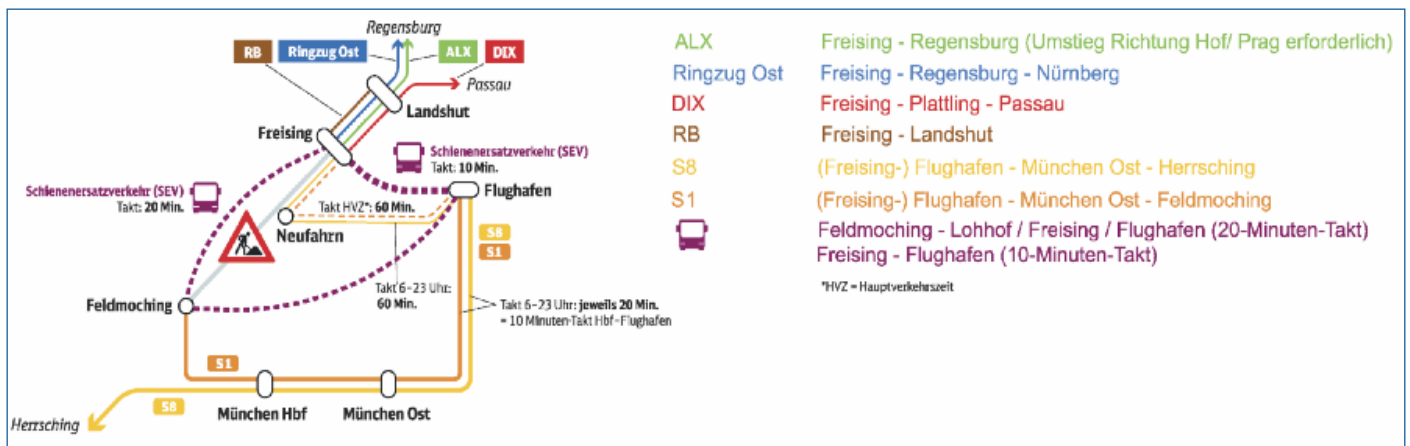 Regensburg
RB
Ringzug Ost
ALX
DIX
Passau
Landshut
Freising
Schienenersatzverkehr (SEV)
Takt: 10 Min.
Schienenersatzverkehr (SEV)
Takt: 20 Min.
Flughafen
Takt HVZ*: 60 Min.
Neufahrn
S8
S1
Takt 6–23 Uhr:
60 Min.
Takt 6–23 Uhr: jeweils 20 Min.
= 10 Minuten-Takt Hbf–Flughafen
Feldmoching
S1
S8
München Hbf
München Ost
Herrsching
ALX Freising - Regensburg (Umstieg Richtung Hof/ Prag erforderlich)
Ringzug Ost Freising - Regensburg - Nürnberg
DIX Freising - Plattling - Passau
RB Freising - Landshut
S8 (Freising-) Flughafen - München Ost - Herrsching
S1 (Freising-) Flughafen - München Ost - Feldmoching
Feldmoching - Lohhof / Freising / Flughafen (20-Minuten-Takt)
Freising - Flughafen (10-Minuten-Takt)
*HVZ = Hauptverkehrszeit